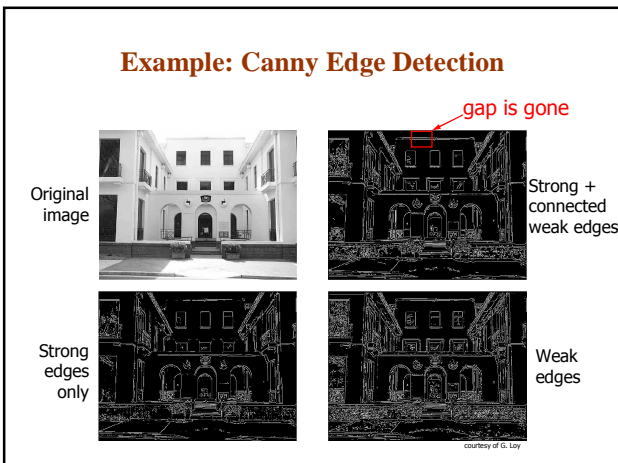 Example: Canny Edge Detection
gap is gone
Original
image
Strong +
connected
weak edges
Strong
edges
only
Weak
edges
courtesy of G. Loy